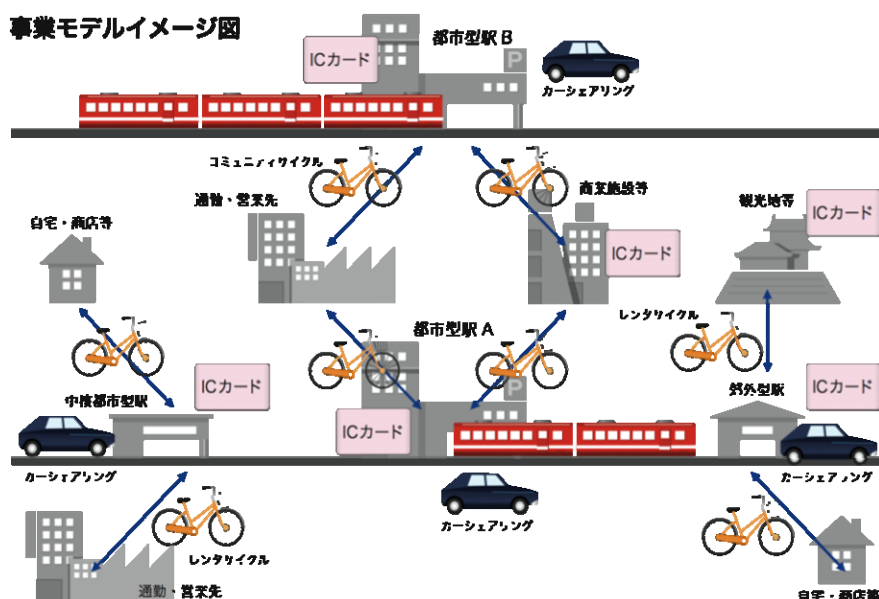 事業モデルイメージ図
都市型駅B
ICカード
P
カーシェアリング
コミュニティサイクル
通勤・営業先
商業施設等
観光地等
ICカード
自宅・商店等
ICカード
都市型駅A
レンタサイクル
中核都市型駅
ICカード
ICカード
P
郊外型駅
ICカード
カーシェアリング
カーシェアリング
カーシェアリング
レンタサイクル
通勤・営業先
自宅・商店等